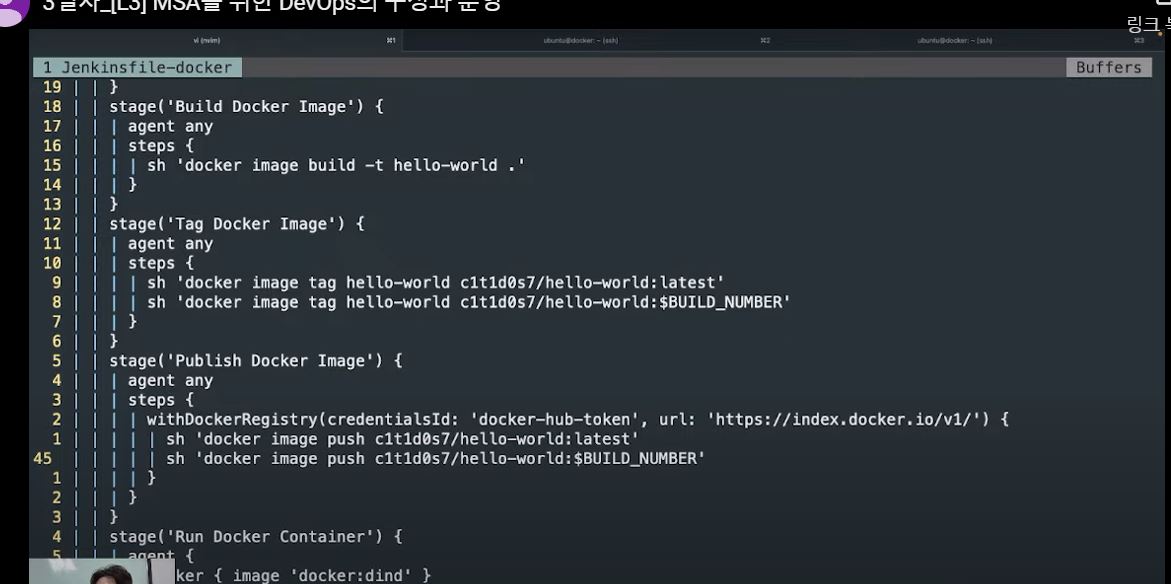 3일차_[L3] MSA를 위한 DevOps의 구성과 운영
링크
vi (nvim) ⌘1 ubuntu@docker: ~ (ssh) ⌘2 ubuntu@docker: ~ (ssh) ⌘3
1 Jenkinsfile-docker Buffers
19 | | }
18 | | stage('Build Docker Image') {
17 | | | agent any
16 | | | steps {
15 | | | | sh 'docker image build -t hello-world .'
14 | | | }
13 | | }
12 | | stage('Tag Docker Image') {
11 | | | agent any
10 | | | steps {
9 | | | | sh 'docker image tag hello-world c1t1d0s7/hello-world:latest'
8 | | | | sh 'docker image tag hello-world c1t1d0s7/hello-world:$BUILD_NUMBER'
7 | | | }
6 | | }
5 | | stage('Publish Docker Image') {
4 | | | agent any
3 | | | steps {
2 | | | | withDockerRegistry(credentialsId: 'docker-hub-token', url: 'https://index.docker.io/v1/') {
1 | | | | | sh 'docker image push c1t1d0s7/hello-world:latest'
45 | | | | | sh 'docker image push c1t1d0s7/hello-world:$BUILD_NUMBER'
1 | | | | }
2 | | | }
3 | | }
4 | | stage('Run Docker Container') {
5 | | | agent {
ker { image 'docker:dind' }